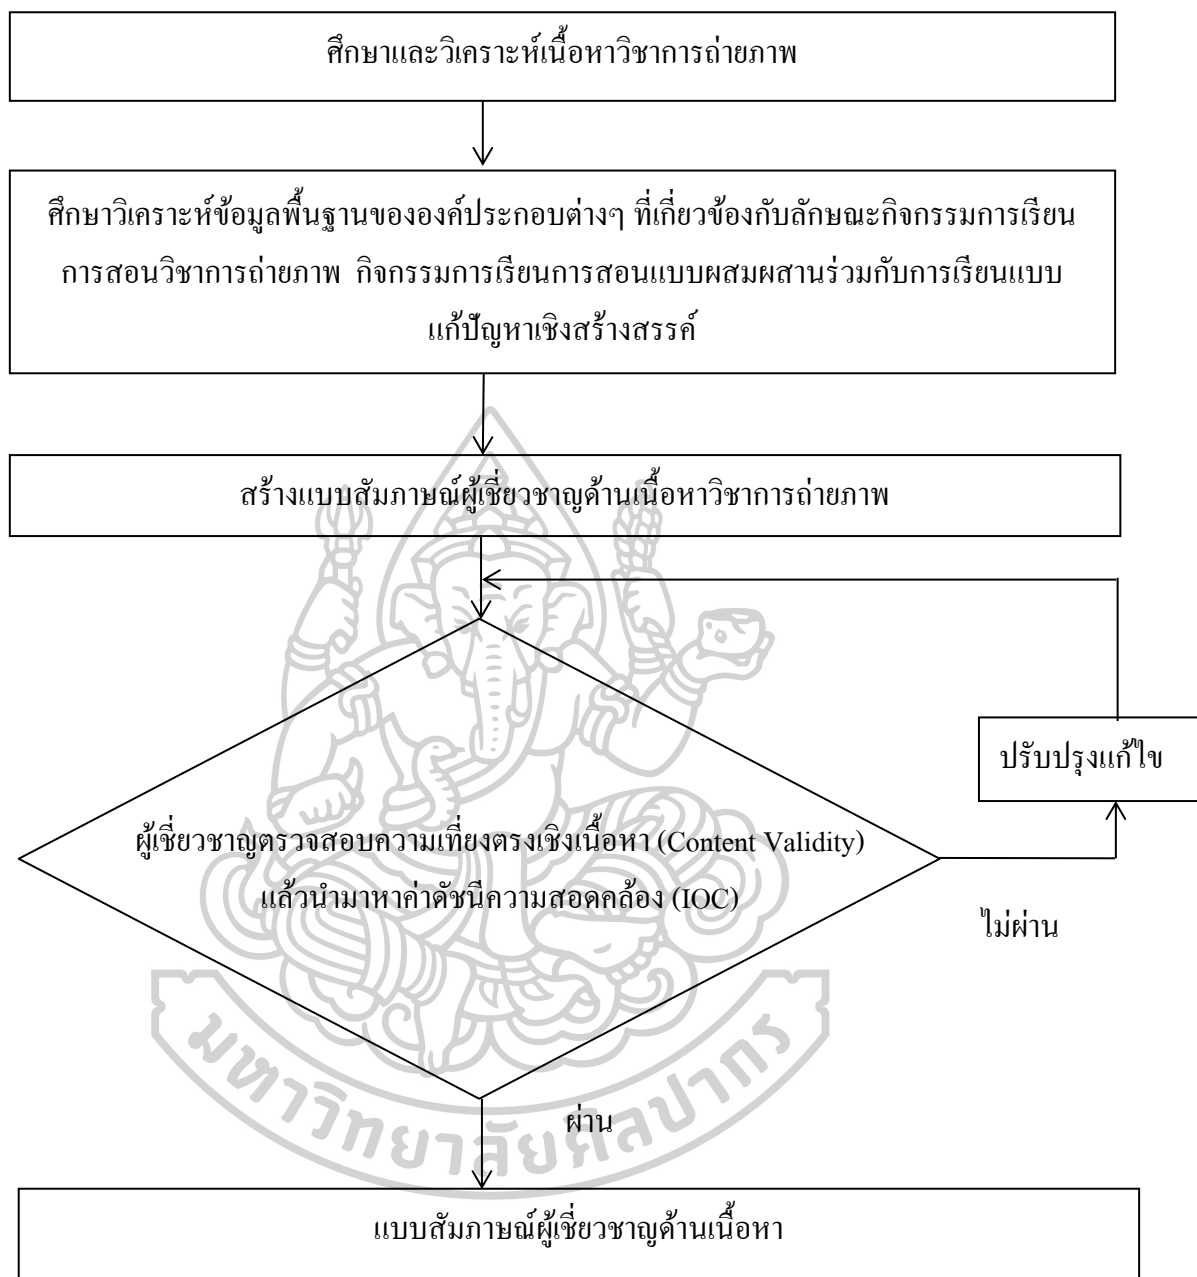 ศึกษาและวิเคราะห์เนื้อหาวิชาการถ่ายภาพ
ศึกษาวิเคราะห์ข้อมูลพื้นฐานขององค์ประกอบต่างๆ ที่เกี่ยวข้องกับลักษณะกิจกรรมการเรียน
การสอนวิชาการถ่ายภาพ กิจกรรมการเรียนการสอนแบบผสมผสานร่วมกับการเรียนแบบ
แก้ปัญหาเชิงสร้างสรรค์
สร้างแบบสัมภาษณ์ผู้เชี่ยวชาญด้านเนื้อหาวิชาการถ่ายภาพ
ปรับปรุงแก้ไข
ผู้เชี่ยวชาญตรวจสอบความเที่ยงตรงเชิงเนื้อหา (Content Validity)
แล้วนำมาหาค่าดัชนีความสอดคล้อง (IOC)
ไม่ผ่าน
ผ่าน
มหาวิทยาลัยศิลปากร
แบบสัมภาษณ์ผู้เชี่ยวชาญด้านเนื้อหา